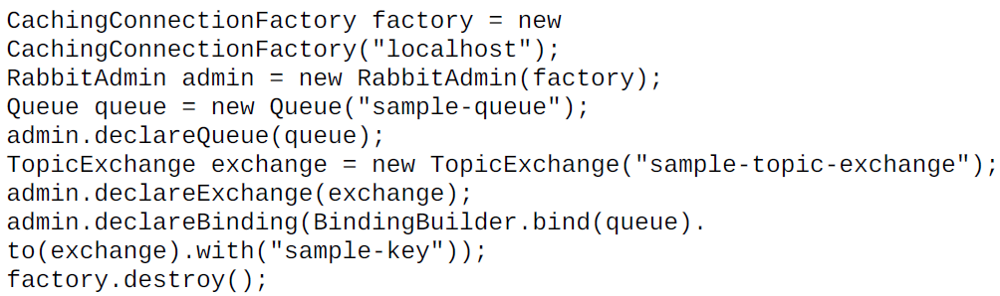 CachingConnectionFactory factory = new
CachingConnectionFactory("localhost");
RabbitAdmin admin = new RabbitAdmin(factory);
Queue queue = new Queue("sample-queue");
admin.declareQueue(queue);
TopicExchange exchange = new TopicExchange("sample-topic-exchange");
admin.declareExchange(exchange);
admin.declareBinding(BindingBuilder.bind(queue).
to(exchange).with("sample-key"));
factory.destroy();